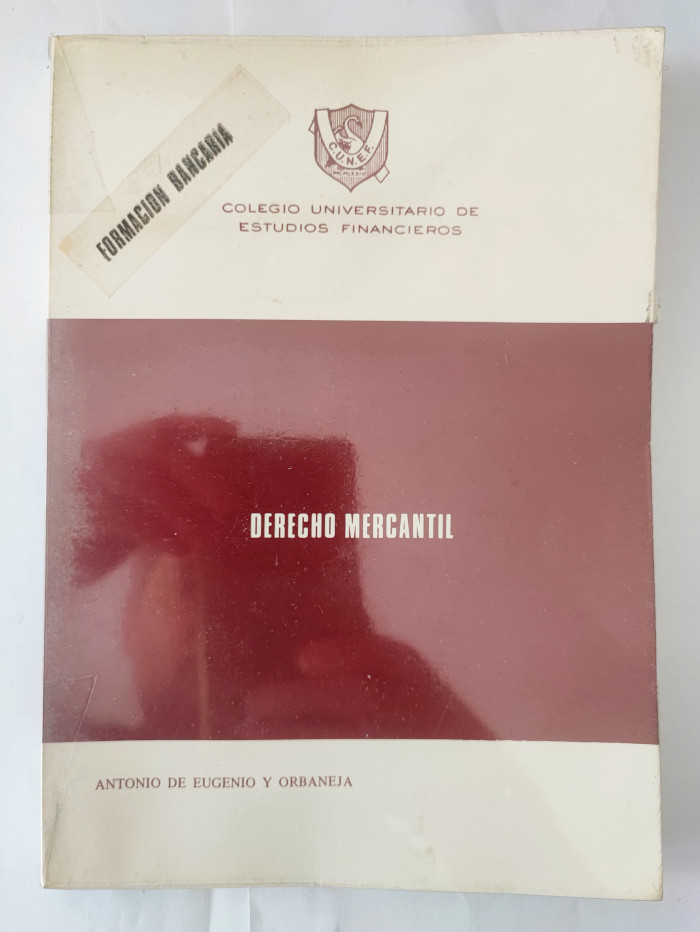 FORMACION BANCARIA
C.U.N.E.F.
COLEGIO UNIVERSITARIO DE
ESTUDIOS FINANCIEROS
DERECHO MERCANTIL
ANTONIO DE EUGENIO Y ORBANEJA